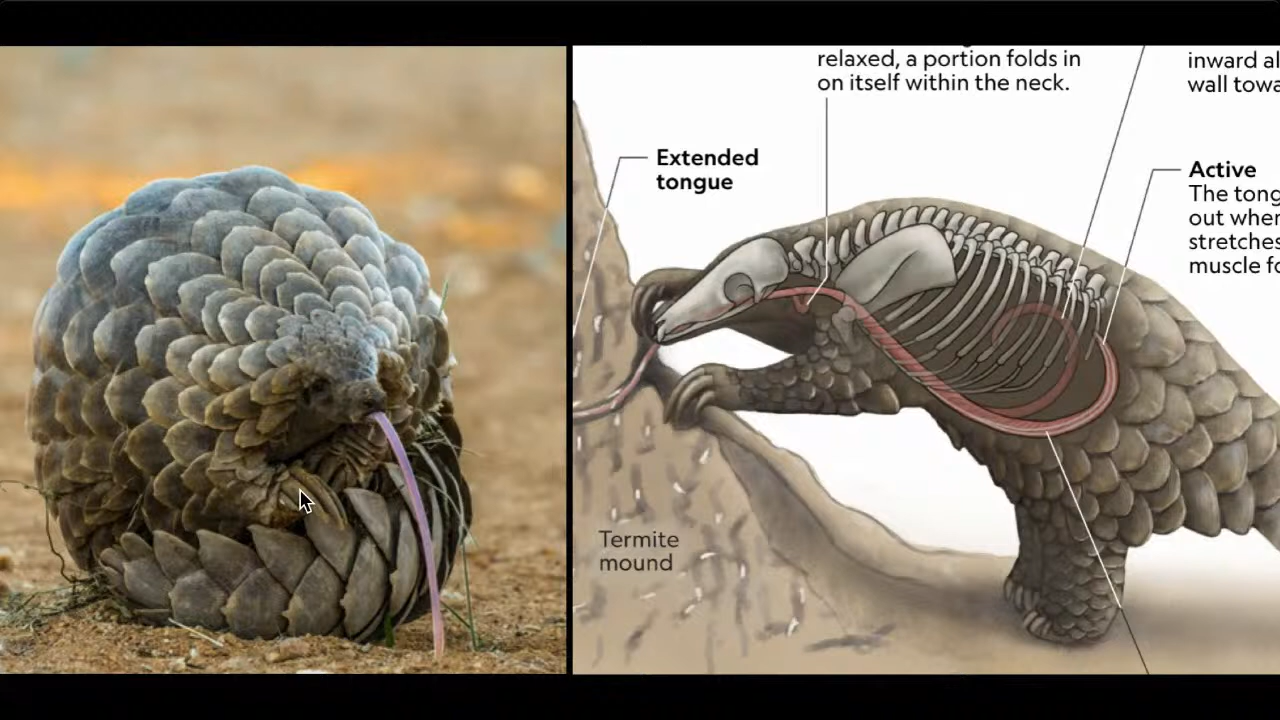 relaxed, a portion folds in
on itself within the neck.
inward al
wall towa
Extended
tongue
Active
The tong
out wher
stretches
muscle fo
Termite
mound